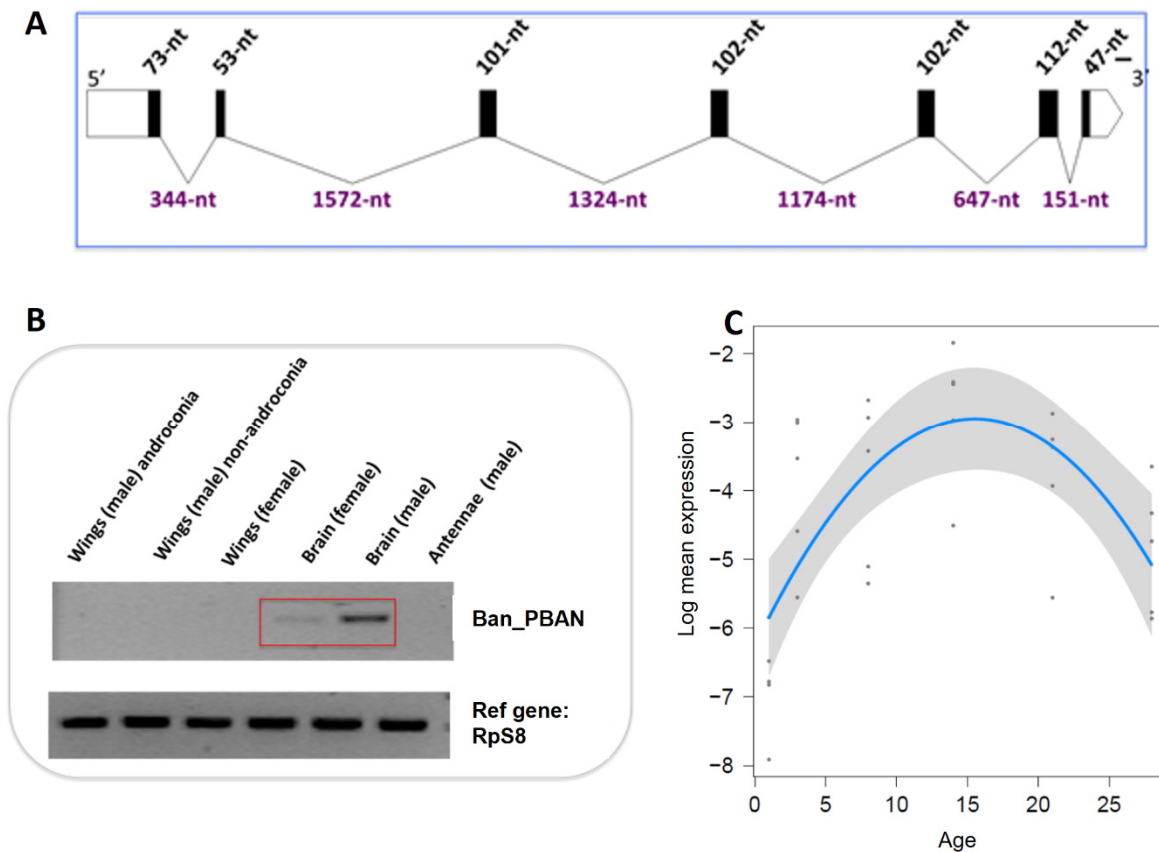 A
73-nt 53-nt 101-nt 102-nt 102-nt 112-nt 47-nt
5’ 3’
344-nt 1572-nt 1324-nt 1174-nt 647-nt 151-nt
B
Wings (male) androconia
Wings (male) non-androconia
Wings (female)
Brain (female)
Brain (male)
Antennae (male)
Ban_PBAN
Ref gene:
RpS8
C
Log mean expression
−2
−3
−4
−5
−6
−7
−8
0 5 10 15 20 25
Age